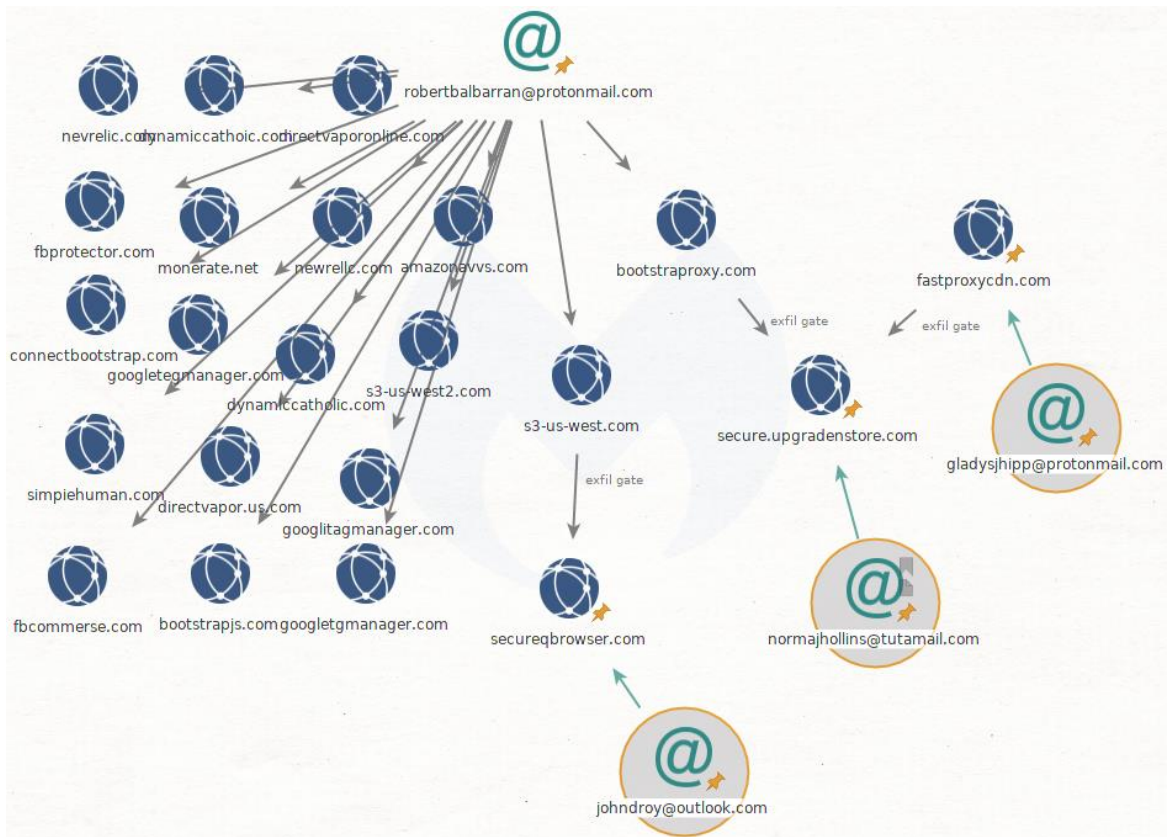 robertbalbarran@protonmail.com
nevrelic.com
dynamiccathoic.com
directvaporonline.com
fbprotector.com
monerate.net
newrellc.com
amazonavvs.com
bootstraproxy.com
fastproxycdn.com
connectbootstrap.com
googletegmanager.com
dynamiccatholic.com
s3-us-west2.com
s3-us-west.com
exfil gate
exfil gate
secure.upgradenstore.com
gladysjhipp@protonmail.com
simpiehuman.com
directvapor.us.com
googlitagmanager.com
exfil gate
fbcommerse.com
bootstrapjs.com
googletgmanager.com
secureqbrowser.com
normajhollins@tutamail.com
johndroy@outlook.com